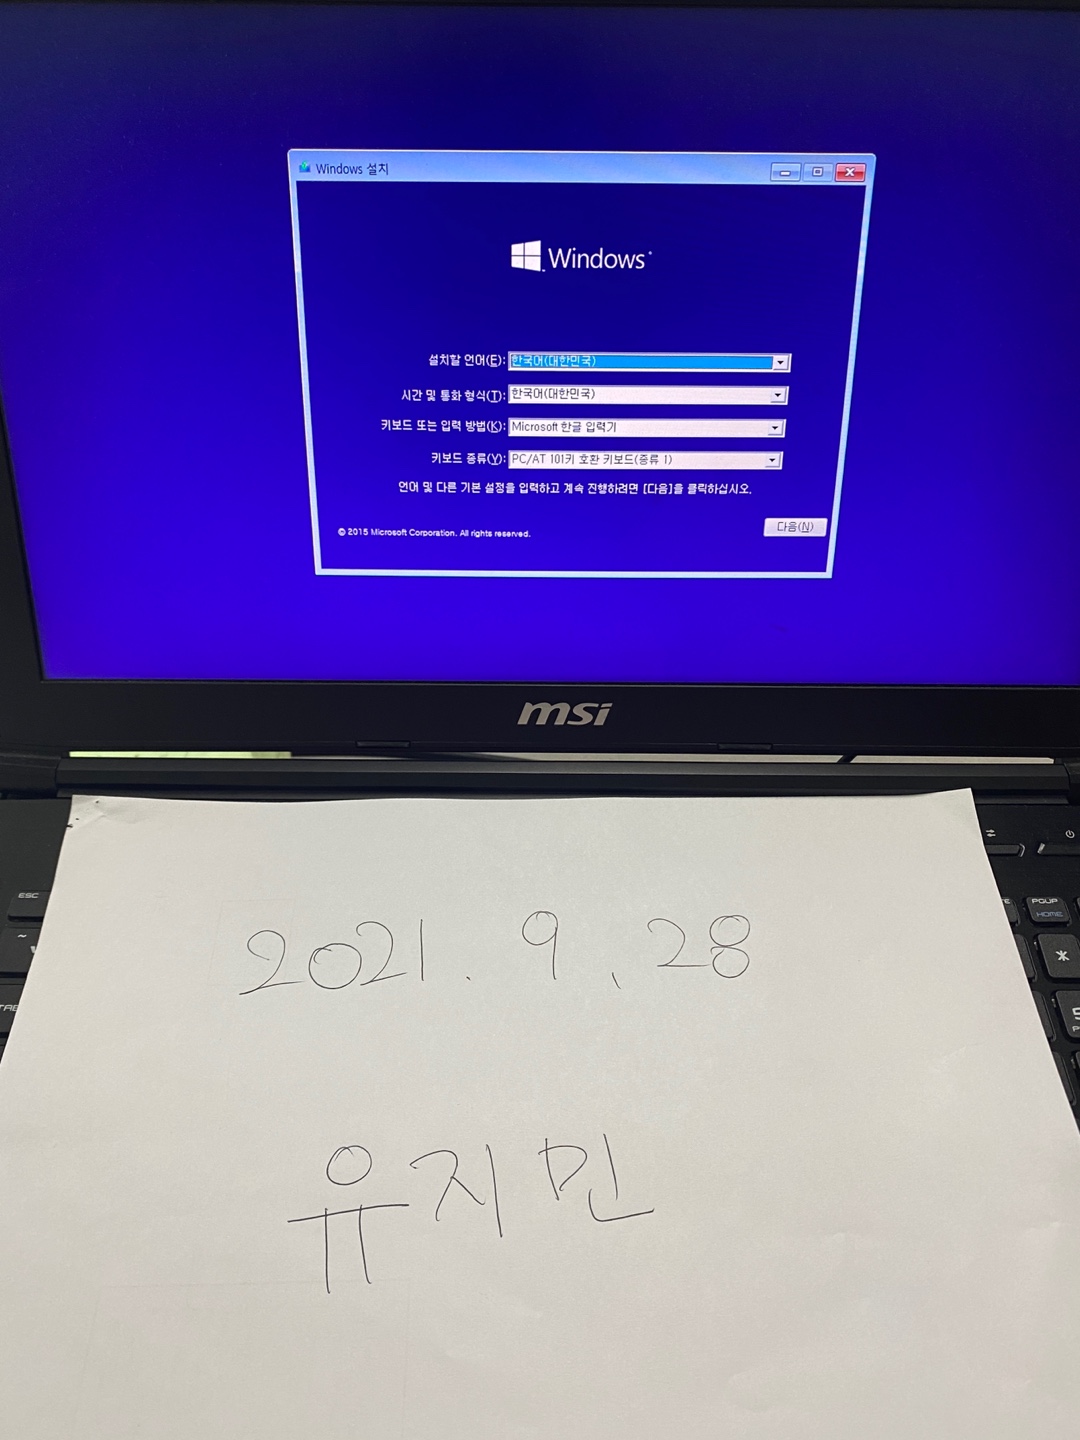 Windows 설치
Windows
설치할 언어(E): 한국어(대한민국)
시간 및 통화 형식(T): 한국어(대한민국)
키보드 또는 입력 방법(K): Microsoft 한글 입력기
키보드 종류(Y): PC/AT 101키 호환 키보드(종류 1)
언어 및 다른 기본 설정을 입력하고 계속 진행하려면 [다음]을 클릭하십시오.
다음(N)
© 2015 Microsoft Corporation. All rights reserved.
msi
ESC
PGUP
HOME
~
*
2021. 9. 28
유지민